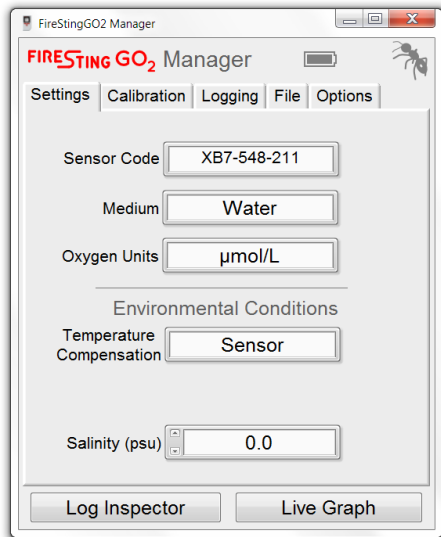 FireStingGO2 Manager
FIRESTING GO₂ Manager
Settings Calibration Logging File Options
Sensor Code XB7-548-211
Medium Water
Oxygen Units µmol/L
Environmental Conditions
Temperature
Compensation Sensor
Salinity (psu) 0.0
Log Inspector Live Graph